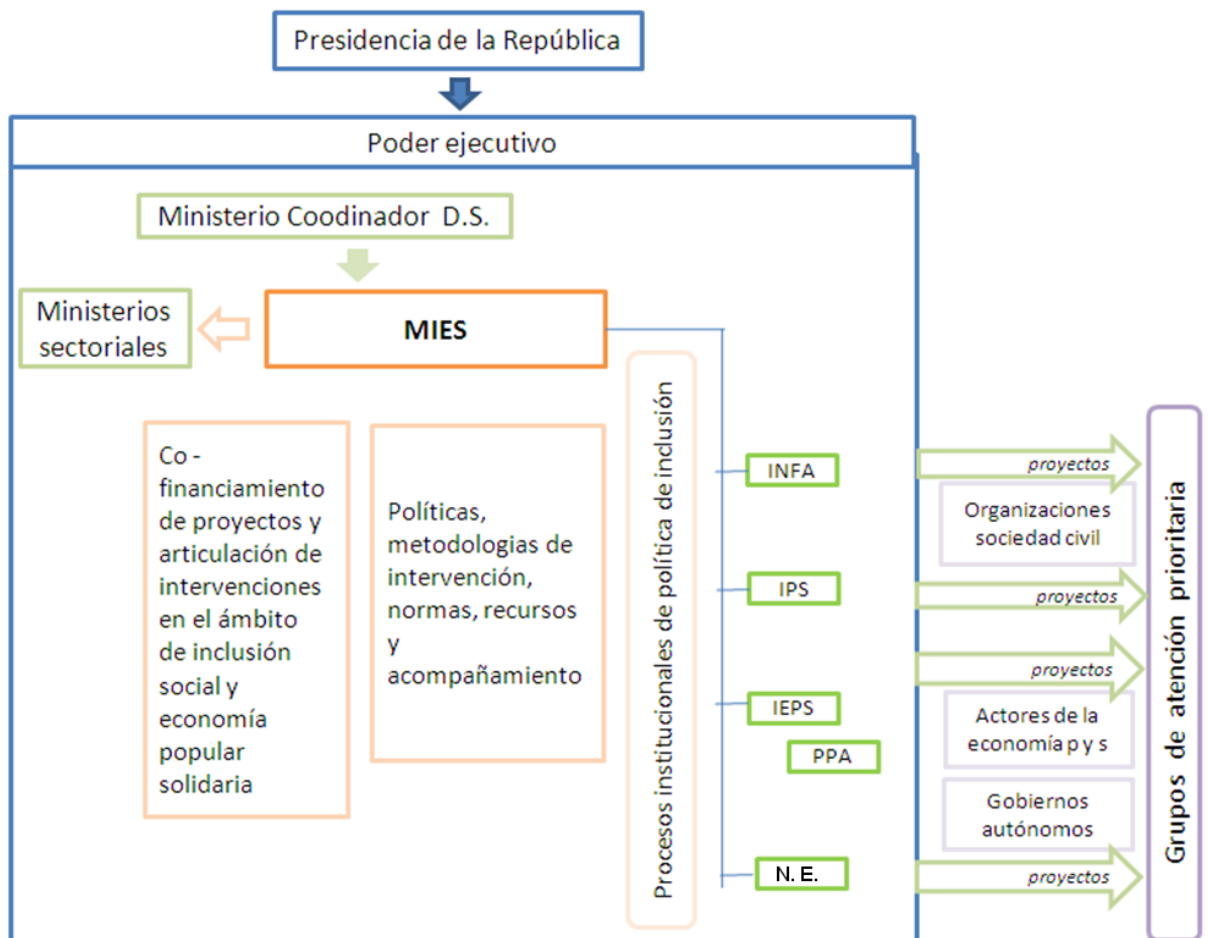 Presidencia de la República
Poder ejecutivo
Ministerio Coodinador D.S.
Ministerios
sectoriales
MIES
Co -
financiamiento
de proyectos y
articulación de
intervenciones
en el ámbito
de inclusión
social y
economía
popular
solidaria
Políticas,
metodologias de
intervención,
normas, recursos
y
acompañamiento
Procesos institucionales de política de inclusión
INFA
IPS
IEPS
PPA
N. E.
proyectos
Organizaciones
sociedad civil
proyectos
proyectos
Actores de la
economía p y s
Gobiernos
autónomos
proyectos
Grupos de atención prioritaria